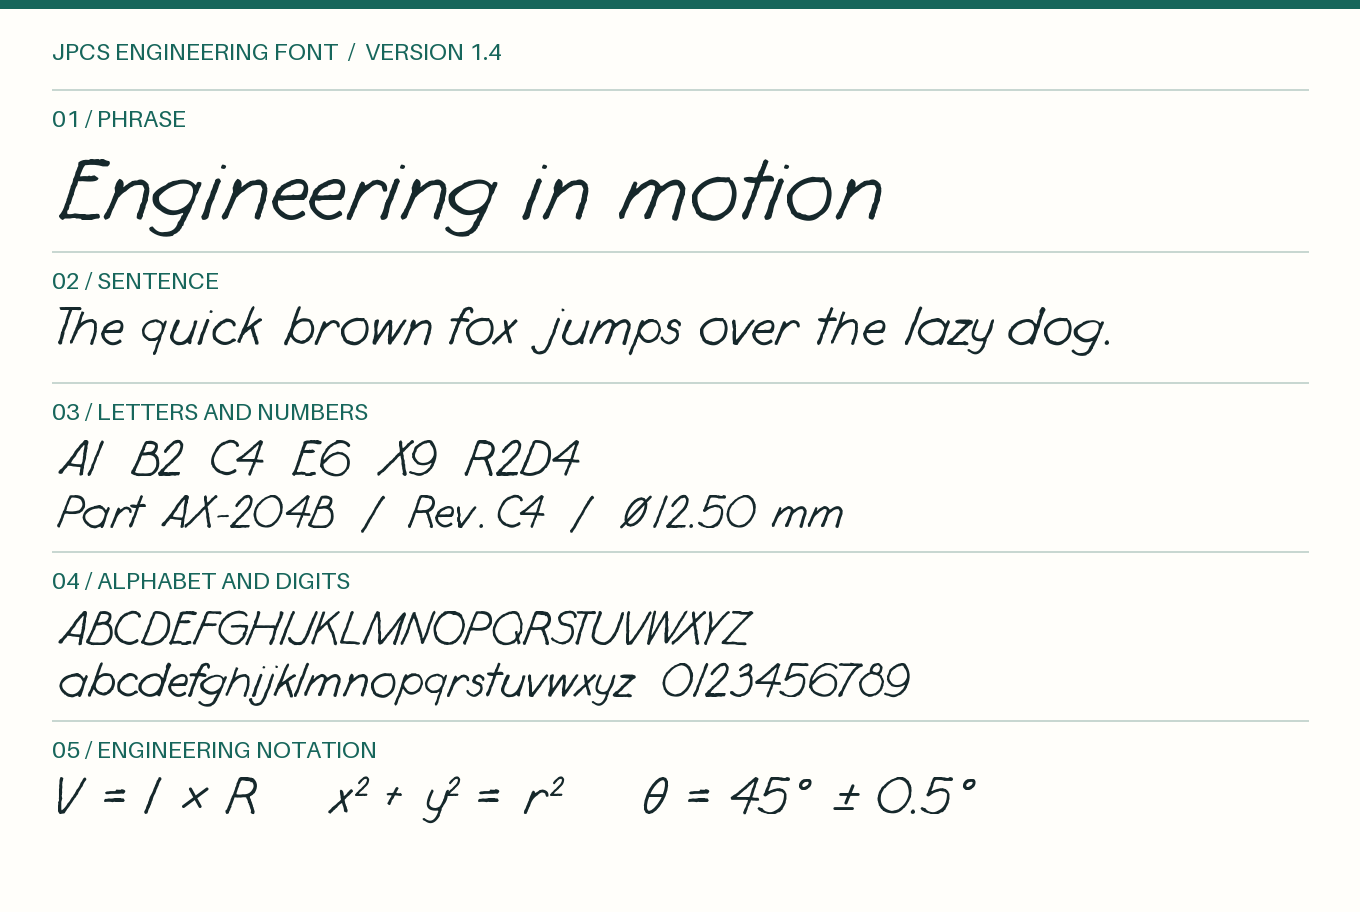 JPCS ENGINEERING FONT / VERSION 1.4
01 / PHRASE
Engineering in motion
02 / SENTENCE
The quick brown fox jumps over the lazy dog.
03 / LETTERS AND NUMBERS
A1 B2 C4 E6 X9 R2D4
Part AX-204B / Rev. C4 / Ø12.50 mm
04 / ALPHABET AND DIGITS
ABCDEFGHIJKLMNOPQRSTUVWXYZ
abcdefghijklmnopqrstuvwxyz 0123456789
05 / ENGINEERING NOTATION
V = I × R x² + y² = r² θ = 45° ± 0.5°